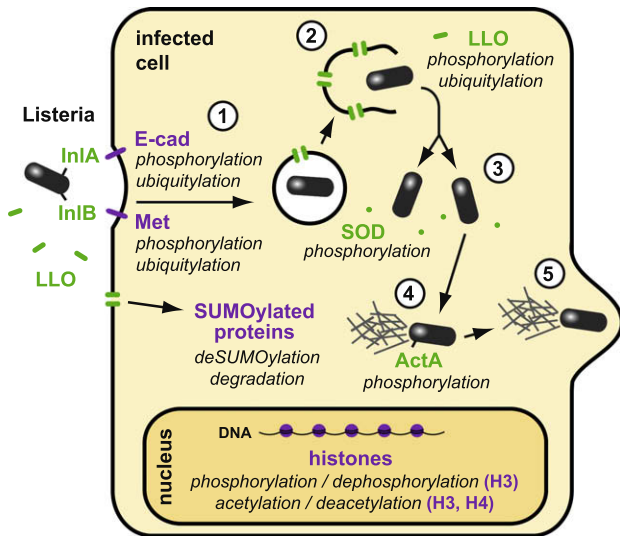 infected
cell
Listeria
InlA
InlB
LLO
1
E-cad
phosphorylation
ubiquitylation
Met
phosphorylation
ubiquitylation
2
LLO
phosphorylation
ubiquitylation
3
SOD
phosphorylation
SUMOylated
proteins
deSUMOylation
degradation
4
ActA
phosphorylation
5
nucleus
DNA
histones
phosphorylation / dephosphorylation (H3)
acetylation / deacetylation (H3, H4)